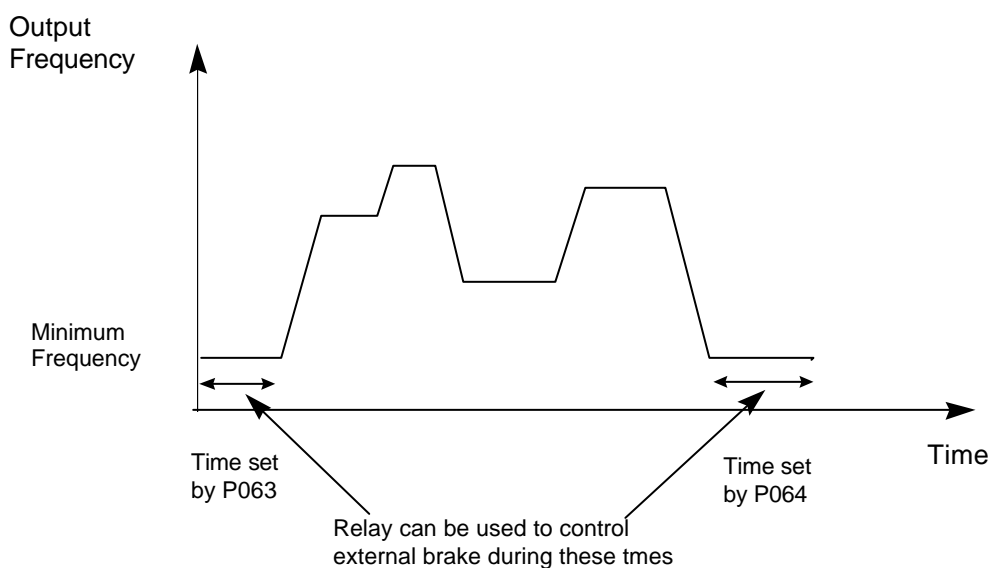 Output
Frequency
Minimum
Frequency
Time
Time set
by P063
Time set
by P064
Relay can be used to control
external brake during these tmes